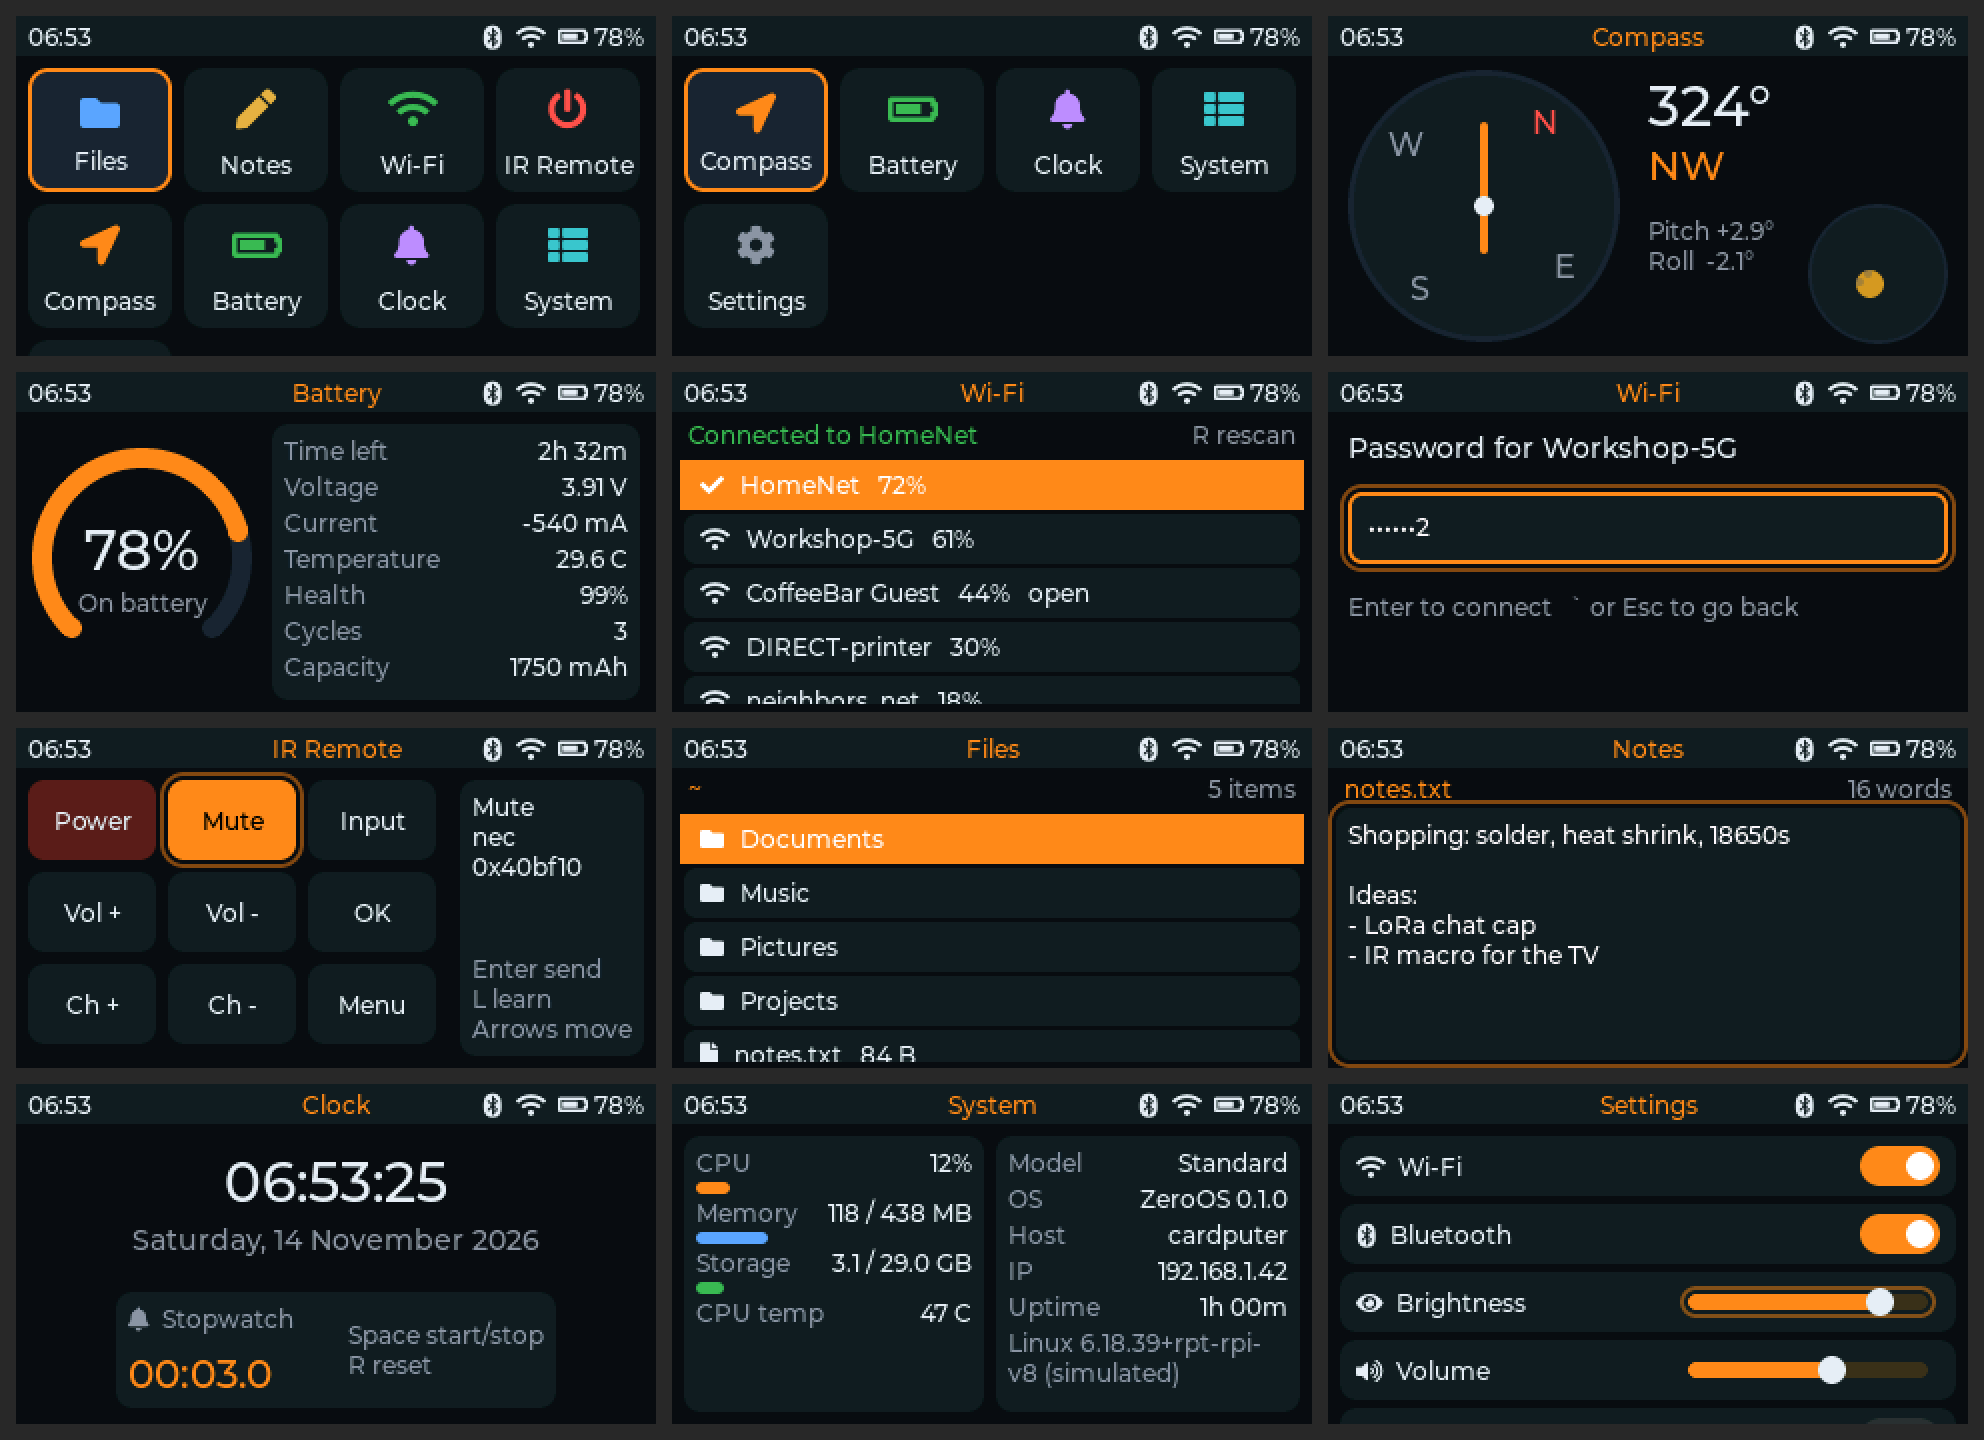 06:53 78%
Files Notes Wi-Fi IR Remote
Compass Battery Clock System
06:53 78%
Compass Battery Clock System
Settings
06:53 Compass 78%
N
W
E
S
324°
NW
Pitch +2.9°
Roll -2.1°
06:53 Battery 78%
78%
On battery
Time left 2h 32m
Voltage 3.91 V
Current -540 mA
Temperature 29.6 C
Health 99%
Cycles 3
Capacity 1750 mAh
06:53 Wi-Fi 78%
Connected to HomeNet R rescan
HomeNet 72%
Workshop-5G 61%
CoffeeBar Guest 44% open
DIRECT-printer 30%
neighbors_net 18%
06:53 Wi-Fi 78%
Password for Workshop-5G
••••••2
Enter to connect ` or Esc to go back
06:53 IR Remote 78%
Power Mute Input
Vol + Vol - OK
Ch + Ch - Menu
Mute
nec
0x40bf10
Enter send
L learn
Arrows move
06:53 Files 78%
~ 5 items
Documents
Music
Pictures
Projects
notes.txt 84 B
06:53 Notes 78%
notes.txt 16 words
Shopping: solder, heat shrink, 18650s
Ideas:
- LoRa chat cap
- IR macro for the TV
06:53 Clock 78%
06:53:25
Saturday, 14 November 2026
Stopwatch
00:03.0
Space start/stop
R reset
06:53 System 78%
CPU 12%
Memory 118 / 438 MB
Storage 3.1 / 29.0 GB
CPU temp 47 C
Model Standard
OS ZeroOS 0.1.0
Host cardputer
IP 192.168.1.42
Uptime 1h 00m
Linux 6.18.39+rpt-rpi-
v8 (simulated)
06:53 Settings 78%
Wi-Fi
Bluetooth
Brightness
Volume